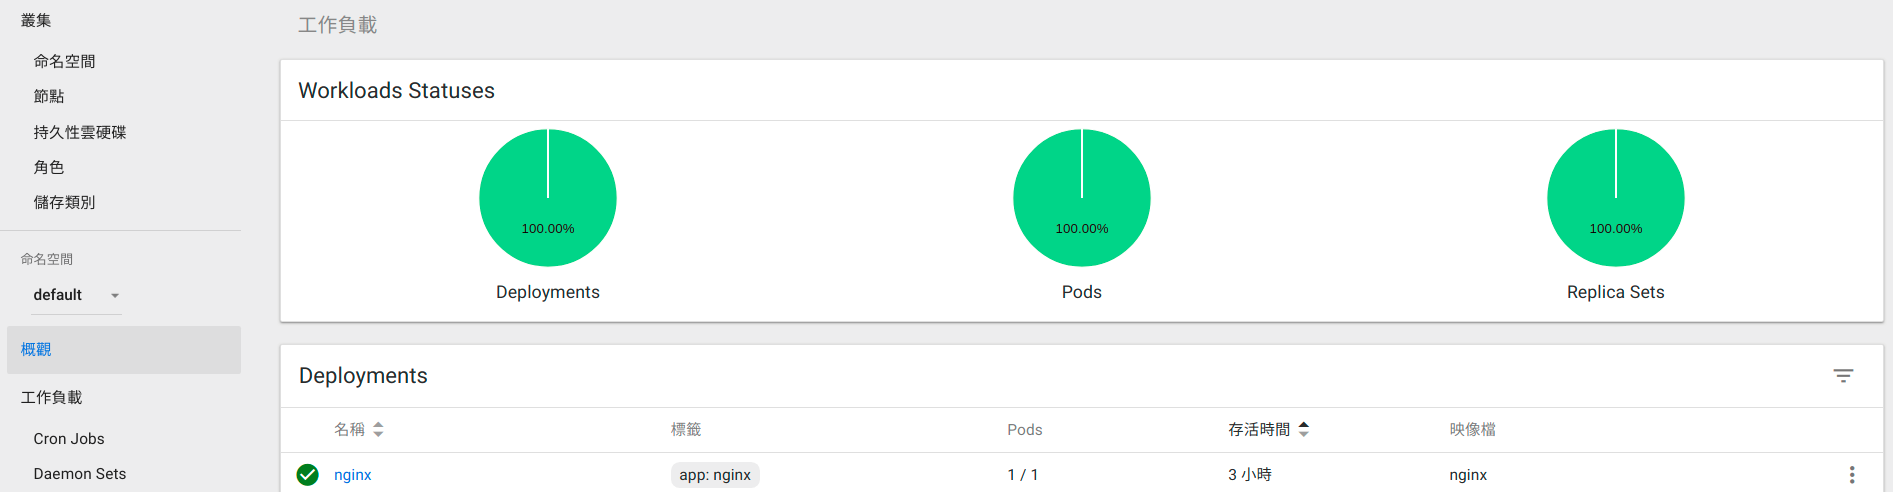 叢集
命名空間
節點
持久性雲硬碟
角色
儲存類別
命名空間
default
概觀
工作負載
Cron Jobs
Daemon Sets
工作負載
Workloads Statuses
100.00% 100.00% 100.00%
Deployments Pods Replica Sets
Deployments
名稱 標籤 Pods 存活時間 映像檔
nginx app: nginx 1 / 1 3 小時 nginx